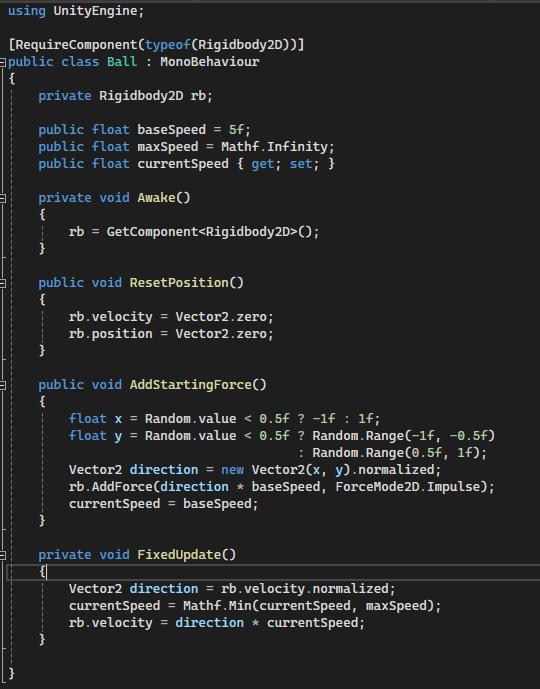 using UnityEngine;
[RequireComponent(typeof(Rigidbody2D))]
public class Ball : MonoBehaviour
{
private Rigidbody2D rb;
public float baseSpeed = 5f;
public float maxSpeed = Mathf.Infinity;
public float currentSpeed { get; set; }
private void Awake()
{
rb = GetComponent<Rigidbody2D>();
}
public void ResetPosition()
{
rb.velocity = Vector2.zero;
rb.position = Vector2.zero;
}
public void AddStartingForce()
{
float x = Random.value < 0.5f ? -1f : 1f;
float y = Random.value < 0.5f ? Random.Range(-1f, -0.5f)
: Random.Range(0.5f, 1f);
Vector2 direction = new Vector2(x, y).normalized;
rb.AddForce(direction * baseSpeed, ForceMode2D.Impulse);
currentSpeed = baseSpeed;
}
private void FixedUpdate()
{
Vector2 direction = rb.velocity.normalized;
currentSpeed = Mathf.Min(currentSpeed, maxSpeed);
rb.velocity = direction * currentSpeed;
}
}